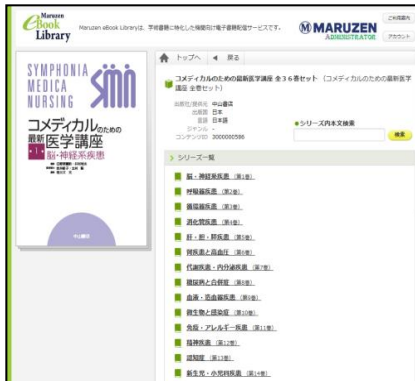 Maruzen
eBook
Library
Maruzen eBook Libraryは、学術書籍に特化した機関向け電子書籍配信サービスです。
MARUZEN
ADMINISTRATOR
ご利用案内
アカウント
トップへ ◀ 戻る
SYMPHONIA
MEDICA
NURSING
コメディカルのための
最新医学講座
第1巻
脳・神経系疾患
中山書店
コメディカルのための最新医学講座 全36巻セット （コメディカルのための最新医学講座 全巻セット）
出版社/提供元 中山書店
出版国 日本
言語 日本語
ジャンル -
コンテンツID 3000000586
●シリーズ内本文検索
検索
シリーズ一覧
脳・神経系疾患 （第1巻）
呼吸器疾患 （第2巻）
循環器疾患 （第3巻）
消化管疾患 （第4巻）
肝・胆・膵疾患 （第5巻）
腎疾患と高血圧 （第6巻）
代謝疾患・内分泌疾患 （第7巻）
糖尿病と合併症 （第8巻）
血液・造血器疾患 （第9巻）
微生物と感染症 （第10巻）
免疫・アレルギー疾患 （第11巻）
精神疾患 （第12巻）
認知症 （第13巻）
新生児・小児科疾患 （第14巻）